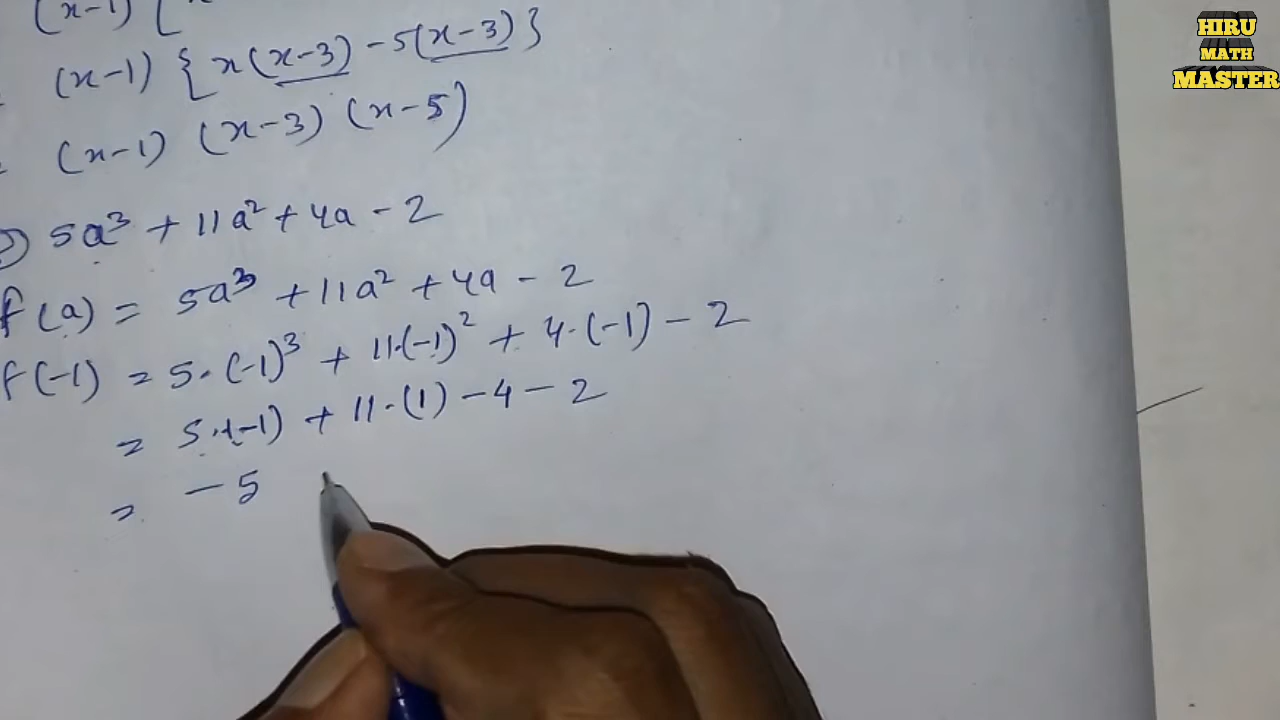 (x-1) [
(x-1) { x(x-3) - 5(x-3) }
(x-1) (x-3) (x-5)
) 5a³ + 11a² + 4a - 2
f(a) = 5a³ + 11a² + 4a - 2
f(-1) = 5·(-1)³ + 11·(-1)² + 4·(-1) - 2
= 5·(-1) + 11·(1) - 4 - 2
= -5
HIRU
MATH
MASTER